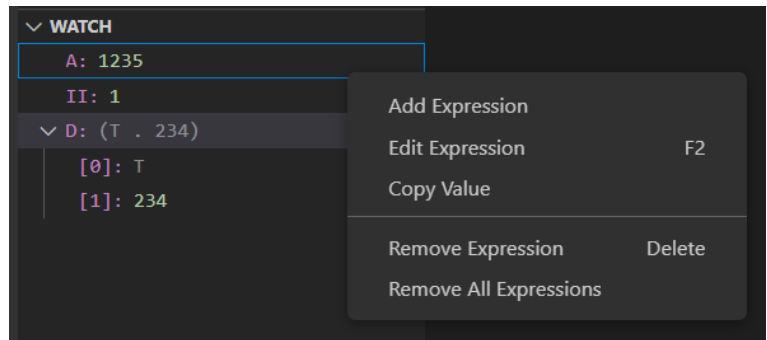 WATCH
A: 1235
II: 1
D: (T . 234)
[0]: T
[1]: 234
Add Expression
Edit Expression F2
Copy Value
Remove Expression Delete
Remove All Expressions